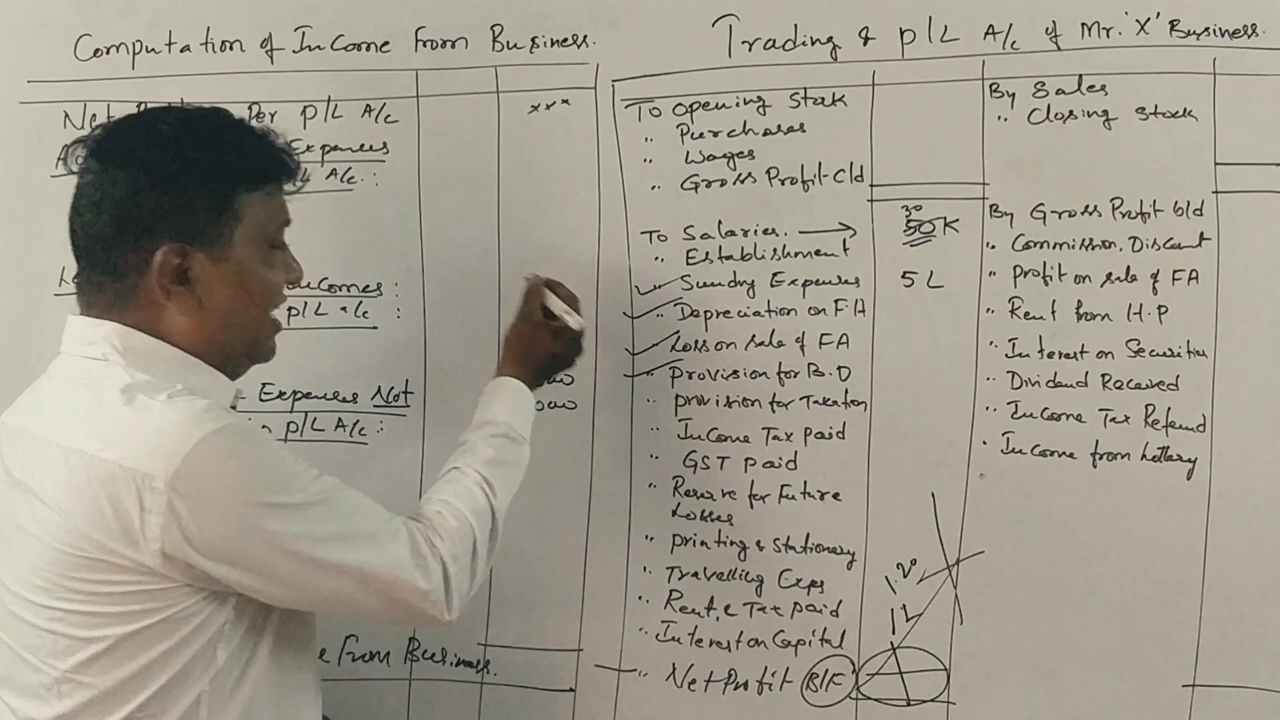 Computation of Income From Business.
Net Per P/L A/c xxx
Expenses
A/c. :
Incomes :
P/L A/c :
Expenses Not
P/L A/c :
e From Business.
Trading & P/L A/c of Mr. 'X' Business.
To Opening Stock
" Purchases
" Wages
" Gross Profit C/d
To Salaries. → 30 50K
" Establishment
" Sundry Expenses 5 L
" Depreciation on F.A
" Loss on sale of FA
" Provision for B.D
" Provision for Taxation
" Income Tax Paid
" GST Paid
" Reserve for Future
Losses
" Printing & Stationery
" Travelling Exps
" Rent & Tax paid
" Interest on Capital
" Net Profit B/F
1.20
1L
By Sales
" Closing Stock
By Gross Profit b/d
" Commission, Discount
" Profit on sale of FA
" Rent from H.P
" Interest on Securities
" Dividend Received
" Income Tax Refund
" Income from Lottery